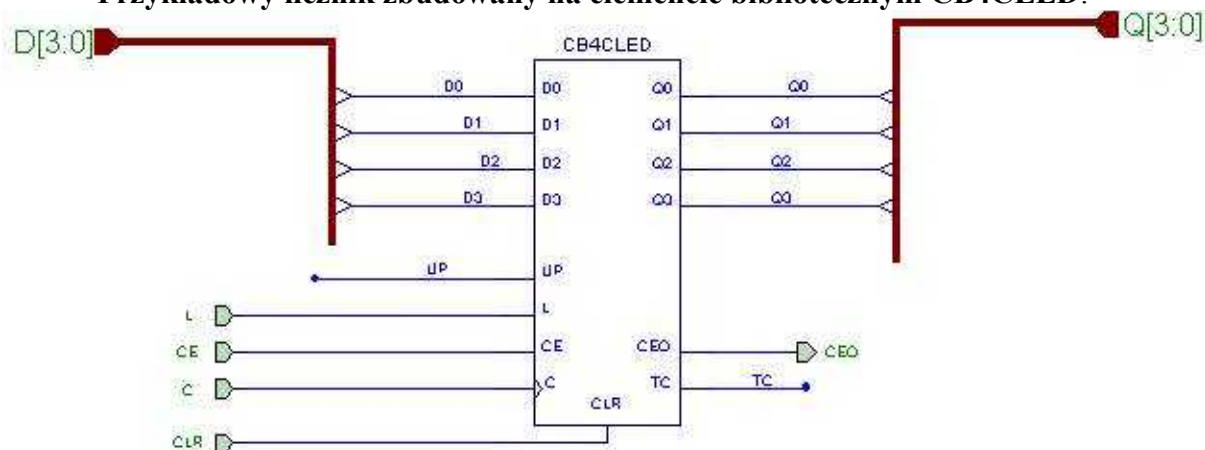 Przykładowy licznik zbudowany na elemencie bibliotecznym CB4CLED:
D[3:0]
Q[3:0]
CB4CLED
D0 D0 Q0 Q0
D1 D1 Q1 Q1
D2 D2 Q2 Q2
D3 D3 Q3 Q3
UP UP
L L
CE CE CEO CEO
C C TC TC
CLR
CLR